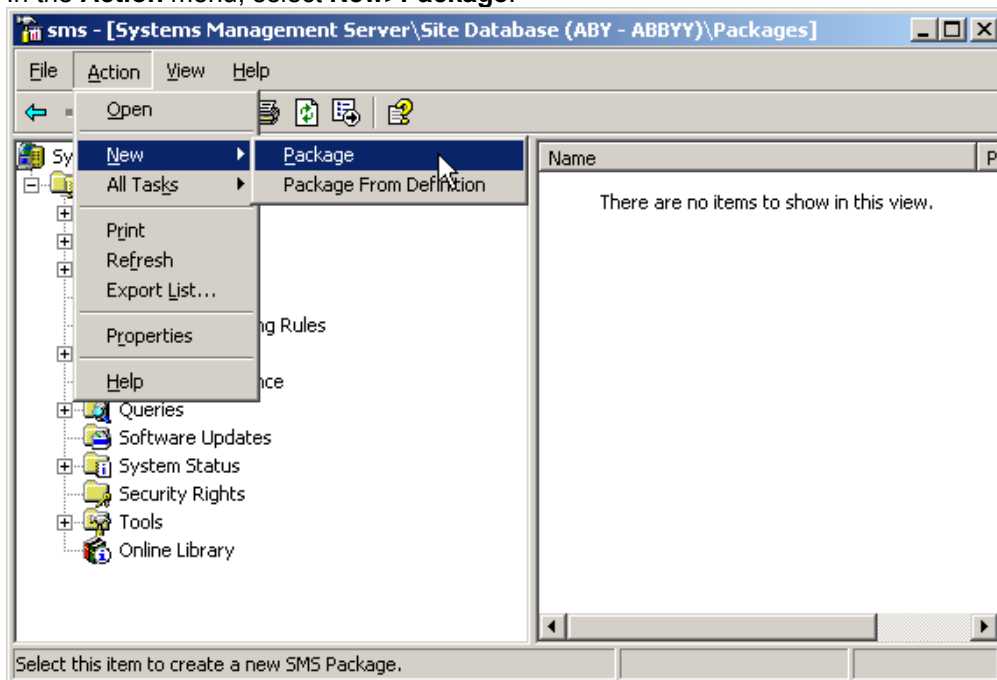 In the Action menu, select New>Package.
sms - [Systems Management Server\Site Database (ABY - ABBYY)\Packages]
File Action View Help
Open
New
Package
Package From Definition
All Tasks
Print
Refresh
Export List...
Properties
Help
Sy
ng Rules
nce
Queries
Software Updates
System Status
Security Rights
Tools
Online Library
Name
P
There are no items to show in this view.
Select this item to create a new SMS Package.